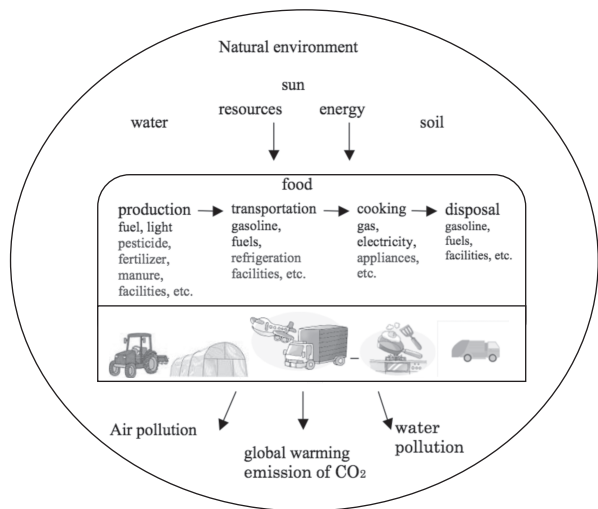 Natural environment
sun
resources energy
water soil
food
production → transportation → cooking → disposal
fuel, light
pesticide,
fertilizer,
manure,
facilities, etc.
gasoline,
fuels,
refrigeration
facilities, etc.
gas,
electricity,
appliances,
etc.
gasoline,
fuels,
facilities, etc.
Air pollution
global warming
emission of CO₂
water
pollution